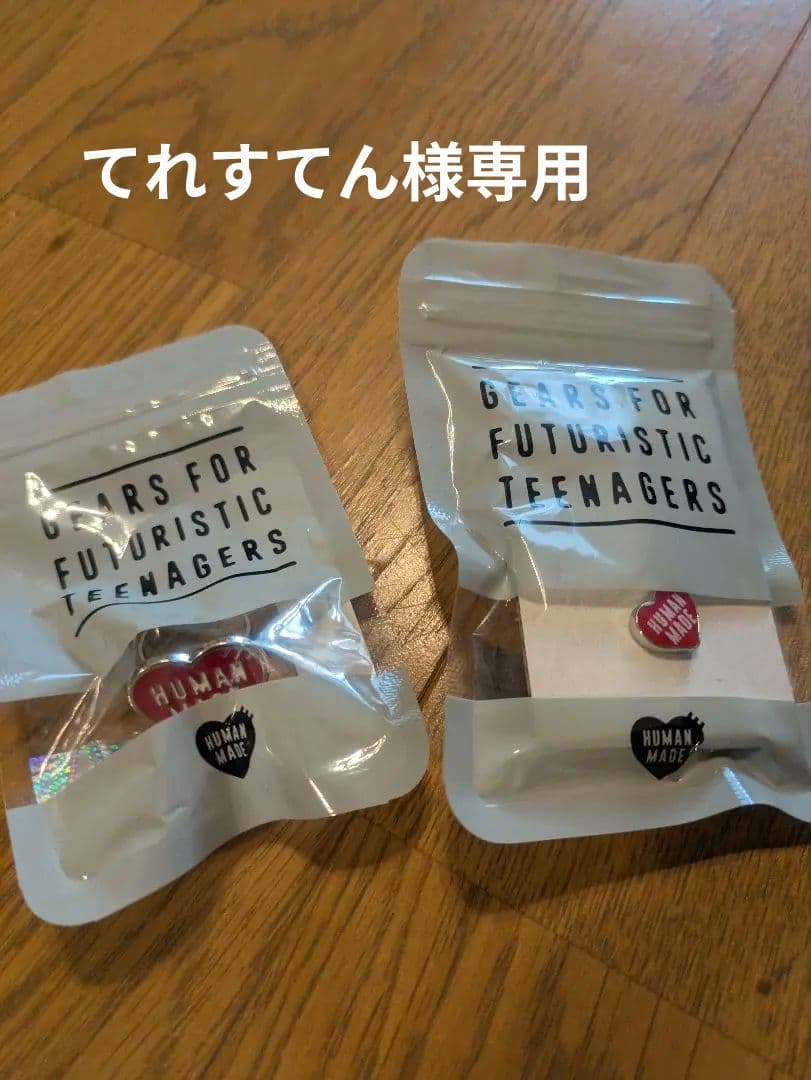 てれすてん様専用
GEARS FOR
FUTURISTIC
TEENAGERS
HUMAN
HUMAN
MADE
GEARS FOR
FUTURISTIC
TEENAGERS
HUMAN
MADE
HUMAN
MADE